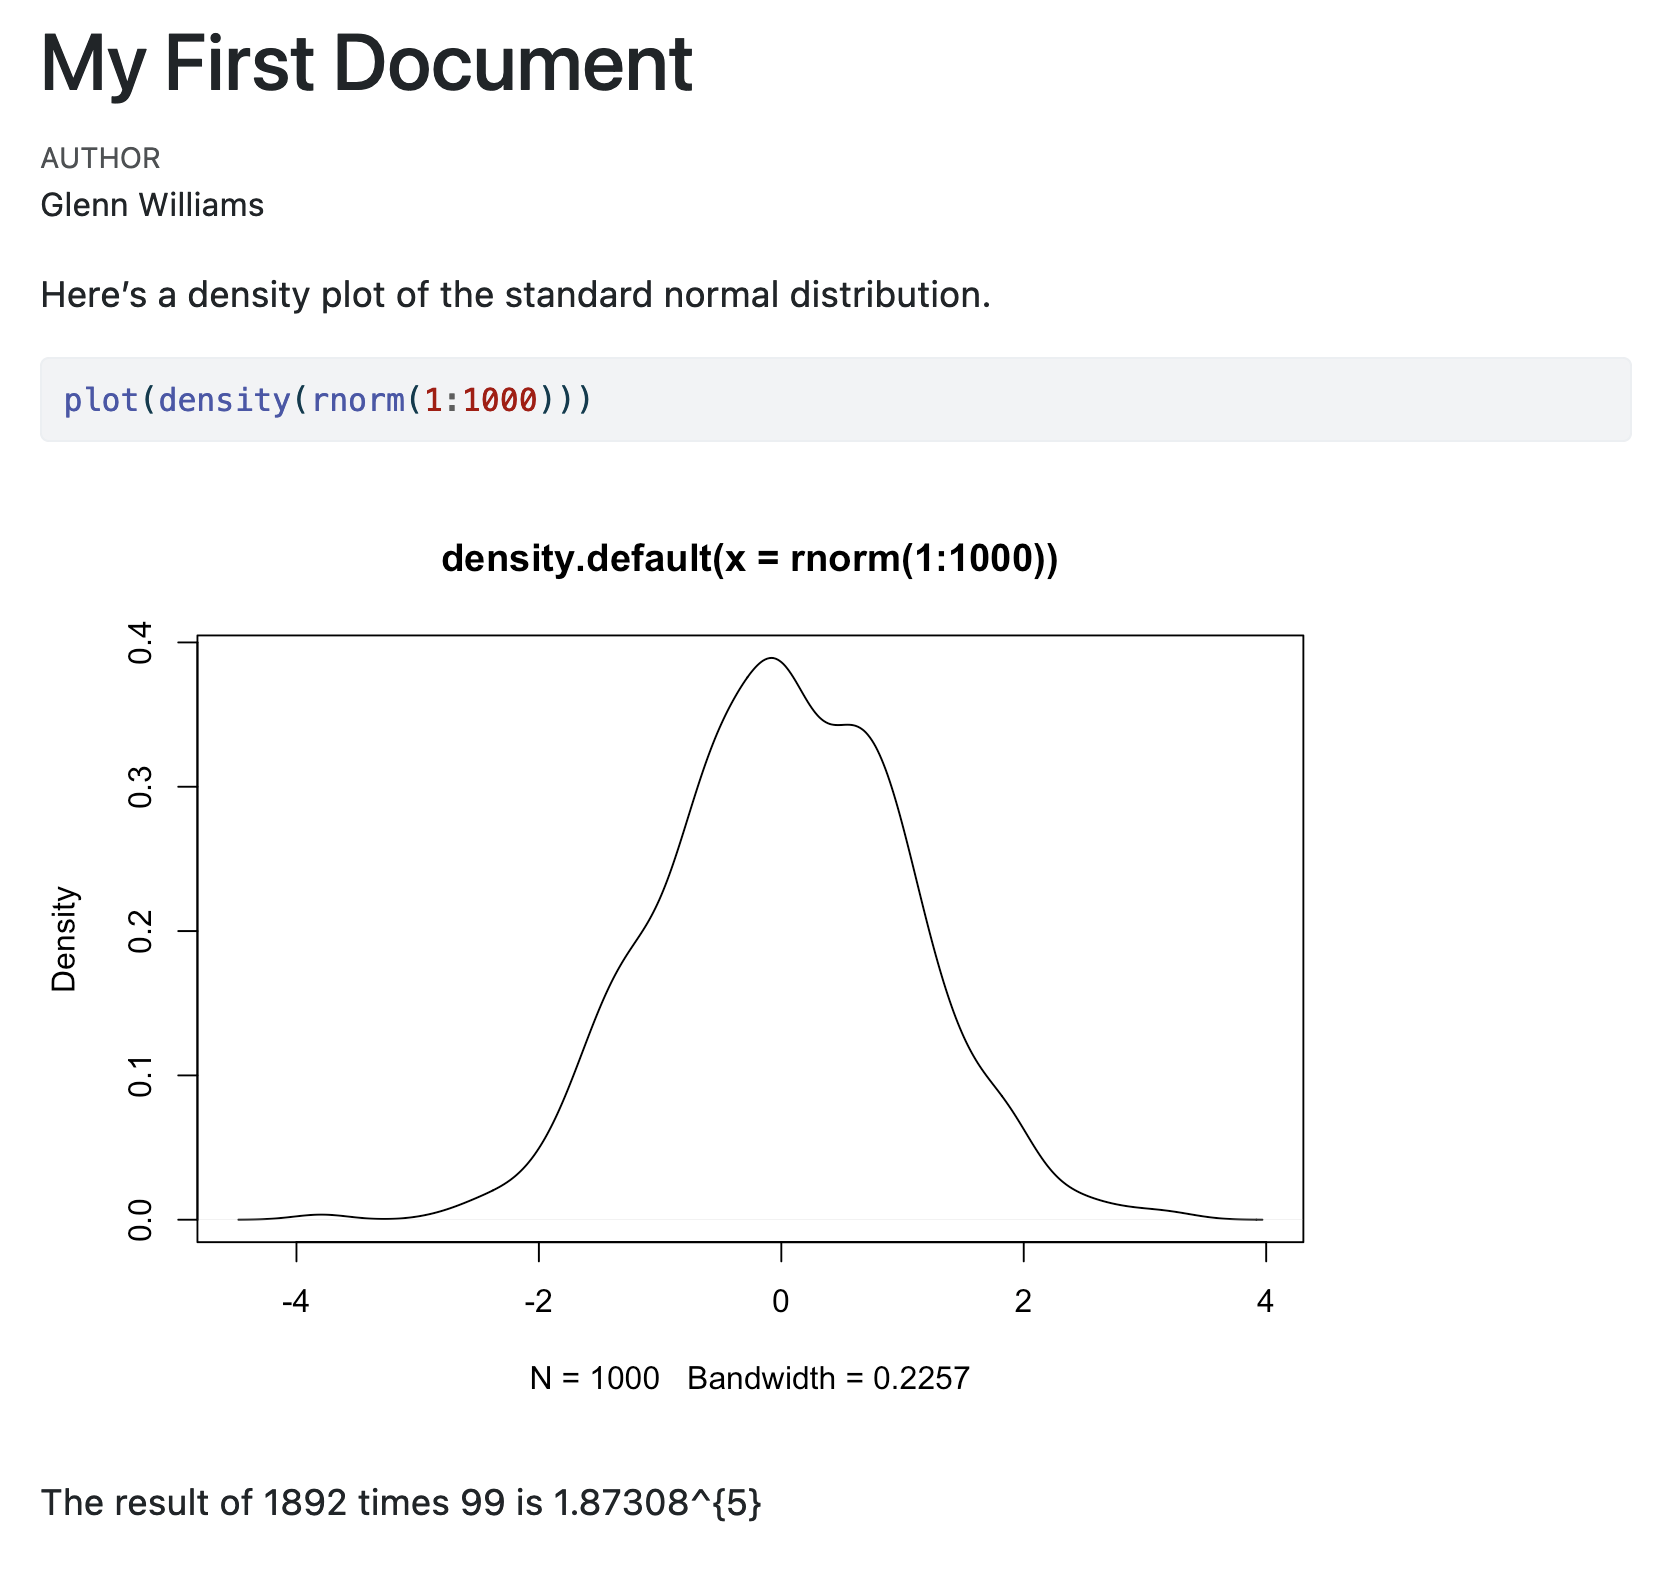 My First Document
AUTHOR
Glenn Williams
Here’s a density plot of the standard normal distribution.
plot(density(rnorm(1:1000)))
density.default(x = rnorm(1:1000))
0.4
0.3
0.2
0.1
0.0
Density
-4 -2 0 2 4
N = 1000   Bandwidth = 0.2257
The result of 1892 times 99 is 1.87308^{5}